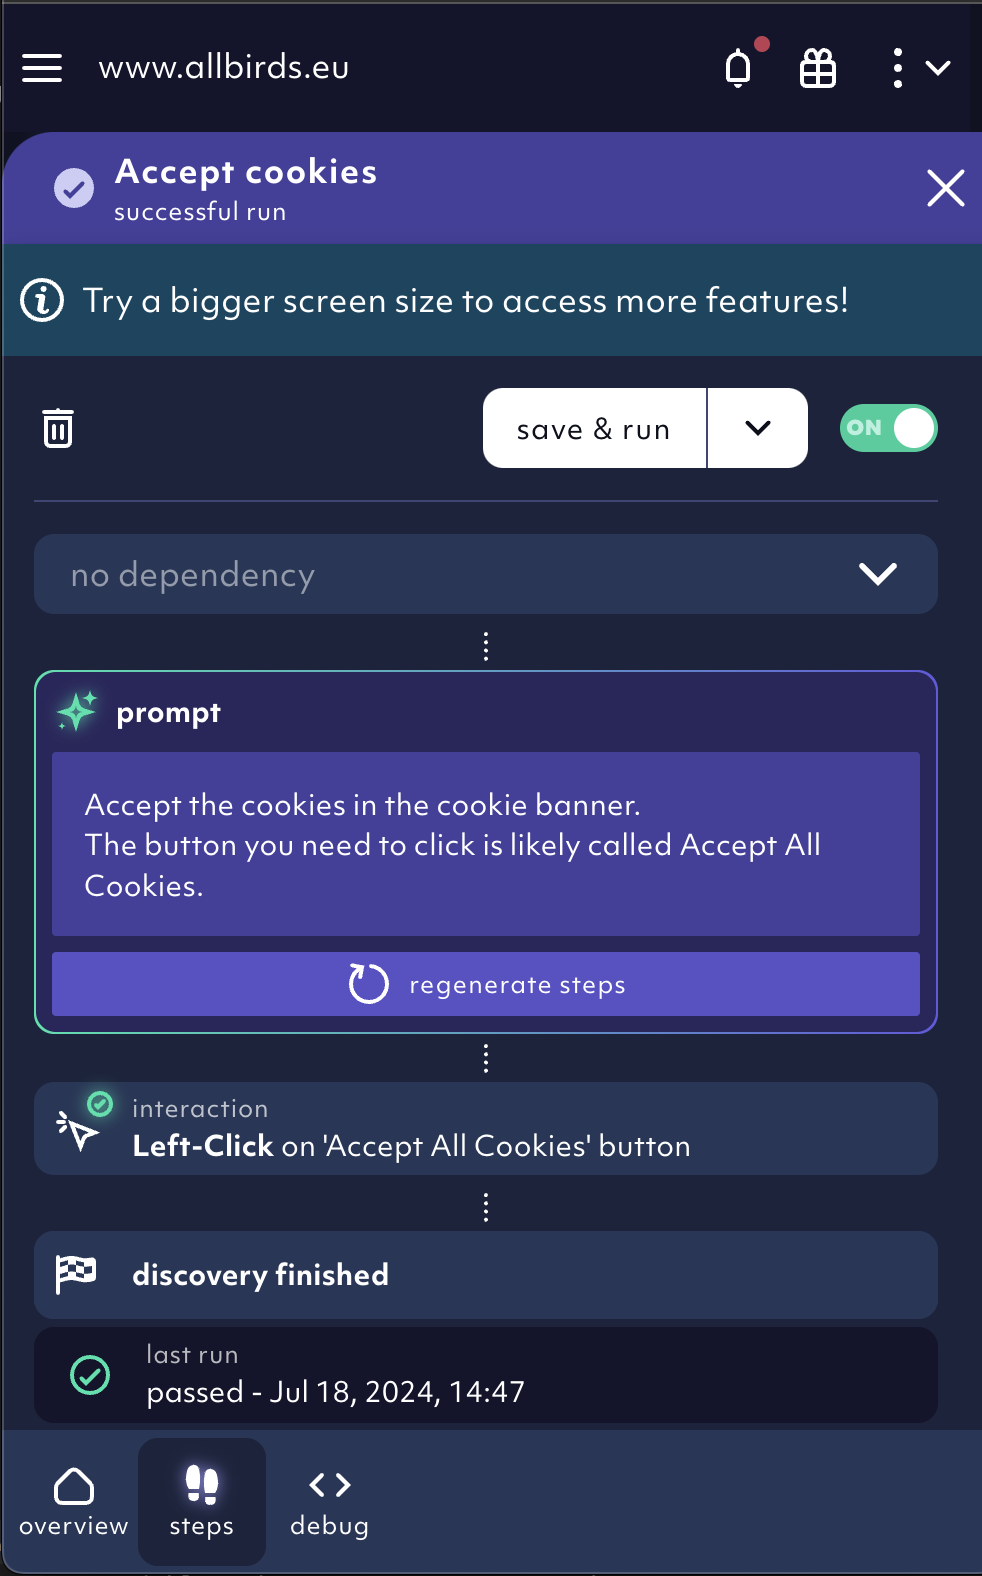 www.allbirds.eu
Accept cookies
successful run
Try a bigger screen size to access more features!
save & run
ON
no dependency
prompt
Accept the cookies in the cookie banner.
The button you need to click is likely called Accept All
Cookies.
regenerate steps
interaction
Left-Click on 'Accept All Cookies' button
discovery finished
last run
passed - Jul 18, 2024, 14:47
overview
steps
debug